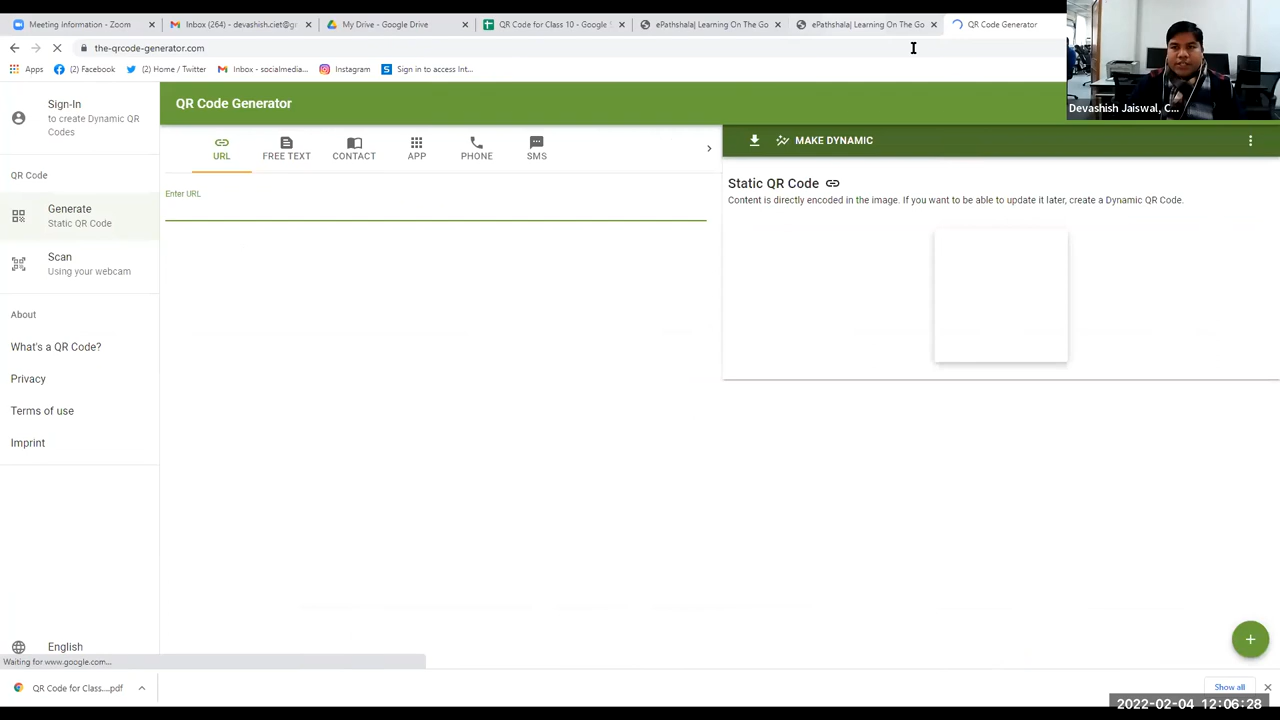 Meeting Information - Zoom
Inbox (264) - devashish.ciet@gm
My Drive - Google Drive
QR Code for Class 10 - Google S
ePathshala| Learning On The Go
ePathshala| Learning On The Go
QR Code Generator
the-qrcode-generator.com
Apps
(2) Facebook
(2) Home / Twitter
Inbox - socialmedia...
Instagram
Sign in to access Int...
Devashish Jaiswal, C...
Sign-In
to create Dynamic QR
Codes
QR Code
Generate
Static QR Code
Scan
Using your webcam
About
What's a QR Code?
Privacy
Terms of use
Imprint
English
QR Code Generator
URL
FREE TEXT
CONTACT
APP
PHONE
SMS
Enter URL
MAKE DYNAMIC
Static QR Code
Content is directly encoded in the image. If you want to be able to update it later, create a Dynamic QR Code.
Waiting for www.google.com...
QR Code for Class....pdf
Show all
2022-02-04 12:06:28